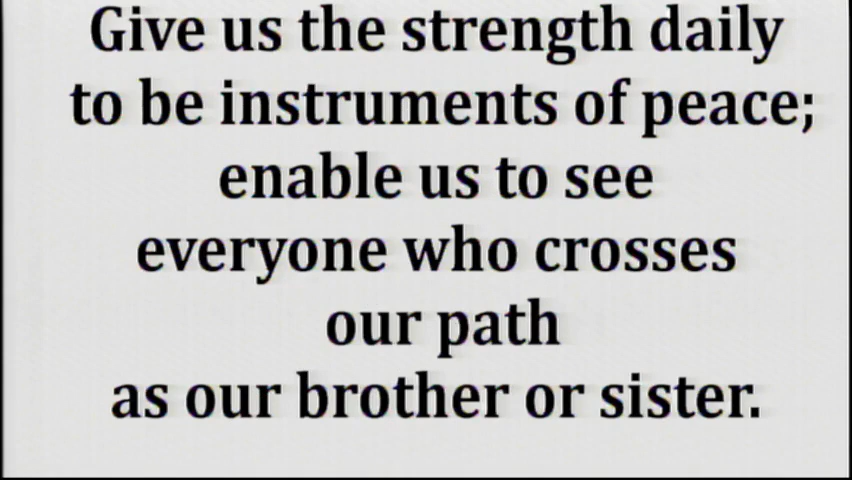 Give us the strength daily
to be instruments of peace;
enable us to see
everyone who crosses
our path
as our brother or sister.